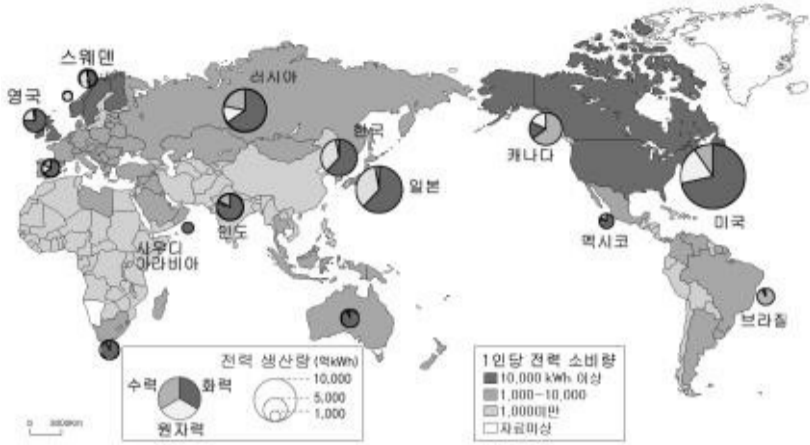 스웨덴
영국
러시아
한국
일본
인도
사우디
아라비아
캐나다
미국
멕시코
브라질
수력
화력
원자력
전력 생산량 (억kWh)
10,000
5,000
1,000
1인당 전력 소비량
10,000 kWh 이상
1,000~10,000
1,000미만
자료미상
0 3000km